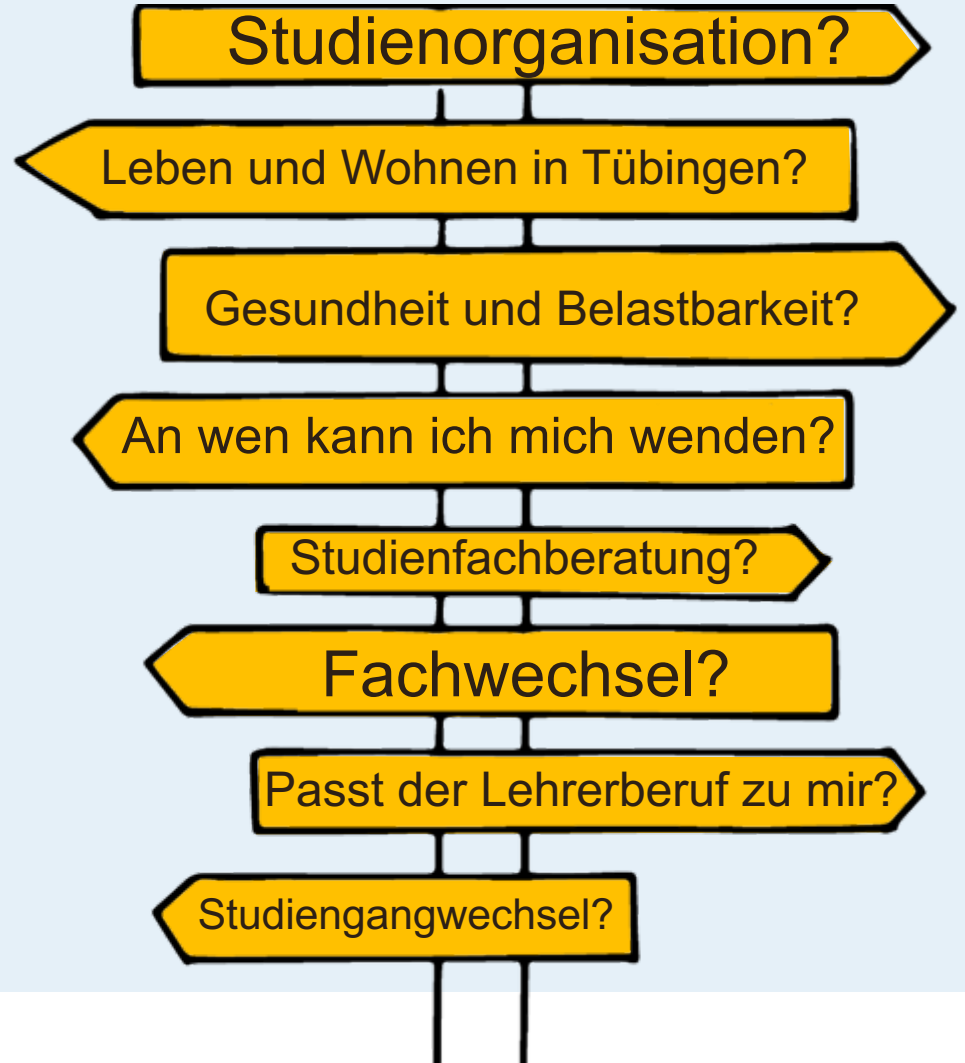 Studienorganisation?
Leben und Wohnen in Tübingen?
Gesundheit und Belastbarkeit?
An wen kann ich mich wenden?
Studienfachberatung?
Fachwechsel?
Passt der Lehrerberuf zu mir?
Studiengangwechsel?